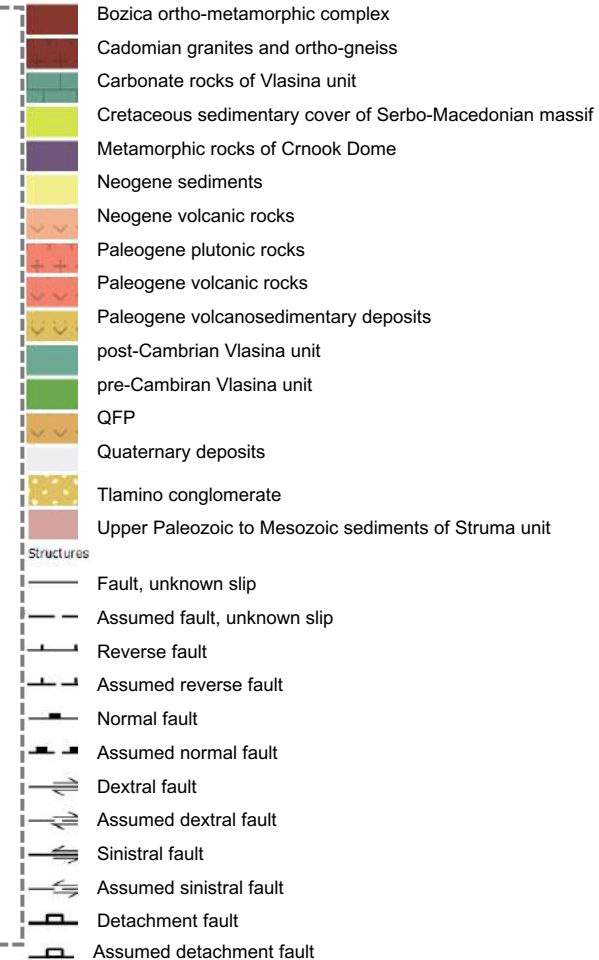 Bozica ortho-metamorphic complex
Cadomian granites and ortho-gneiss
Carbonate rocks of Vlasina unit
Cretaceous sedimentary cover of Serbo-Macedonian massif
Metamorphic rocks of Crnook Dome
Neogene sediments
Neogene volcanic rocks
Paleogene plutonic rocks
Paleogene volcanic rocks
Paleogene volcanosedimentary deposits
post-Cambrian Vlasina unit
pre-Cambiran Vlasina unit
QFP
Quaternary deposits
Tlamino conglomerate
Upper Paleozoic to Mesozoic sediments of Struma unit
Structures
Fault, unknown slip
Assumed fault, unknown slip
Reverse fault
Assumed reverse fault
Normal fault
Assumed normal fault
Dextral fault
Assumed dextral fault
Sinistral fault
Assumed sinistral fault
Detachment fault
Assumed detachment fault